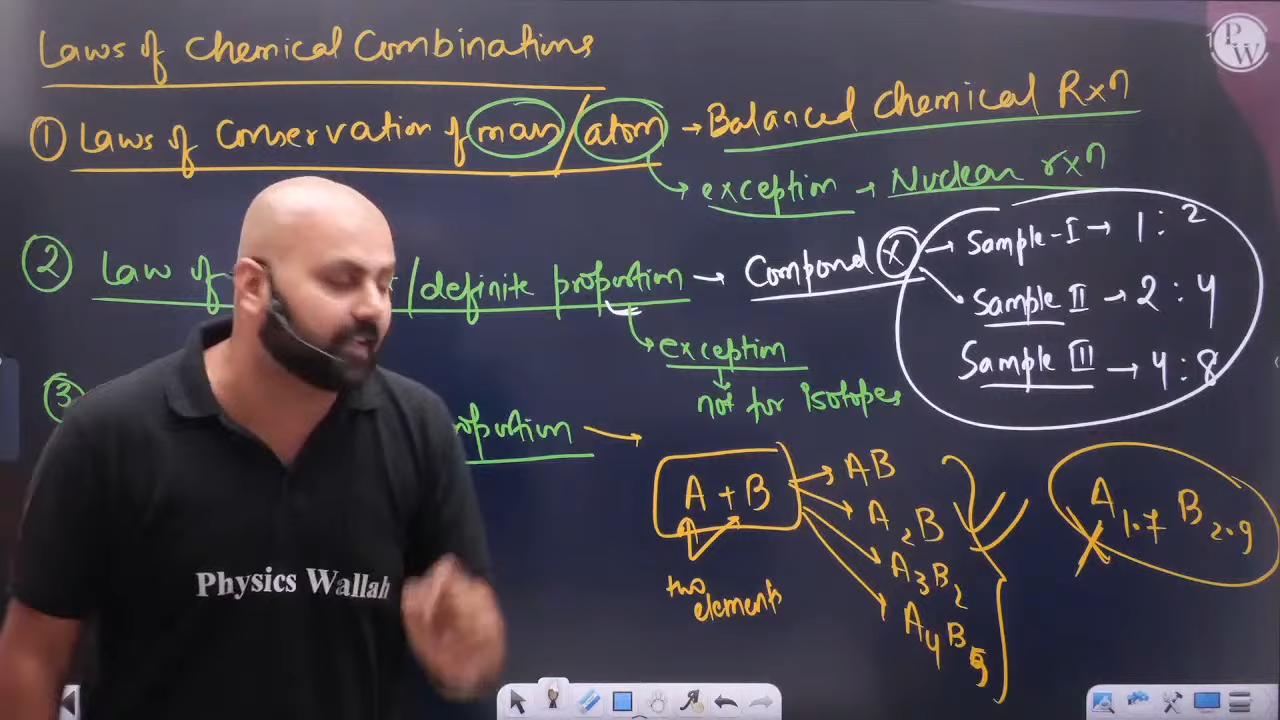 Laws of Chemical Combinations
PW
① Laws of Conservation of mass/atom → Balanced chemical Rxn
exception → Nuclear rxn
② Law of /definite proportion → Compond X → Sample-I → 1 : 2
Sample II → 2 : 4
Sample III → 4 : 8
exception
not for Isotopes
③
A + B
two elements
AB
A₂B
A₃B₂
A₄B₅
A₁.₇ B₂.₉
Physics Wallah